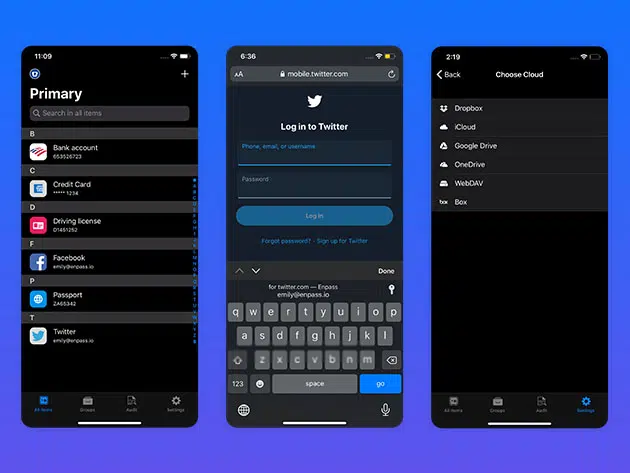 11:09
Primary
Search in all items
B
Bank account
653526723
C
Credit Card
***** 1234
D
Driving license
D1451252
F
Facebook
emily@enpass.io
P
Passport
ZA65342
T
Twitter
emily@enpass.io
All items
Groups
Audit
Settings
6:36
AA
mobile.twitter.com
Log in to Twitter
Phone, email, or username
Password
Log in
Forgot password? · Sign up for Twitter
Done
for twitter.com — Enpass
emily@enpass.io
q w e r t y u i o p
a s d f g h j k l
z x c v b n m
123
space
go
2:19
Back
Choose Cloud
Dropbox
iCloud
Google Drive
OneDrive
WebDAV
box
Box
All items
Groups
Audit
Settings